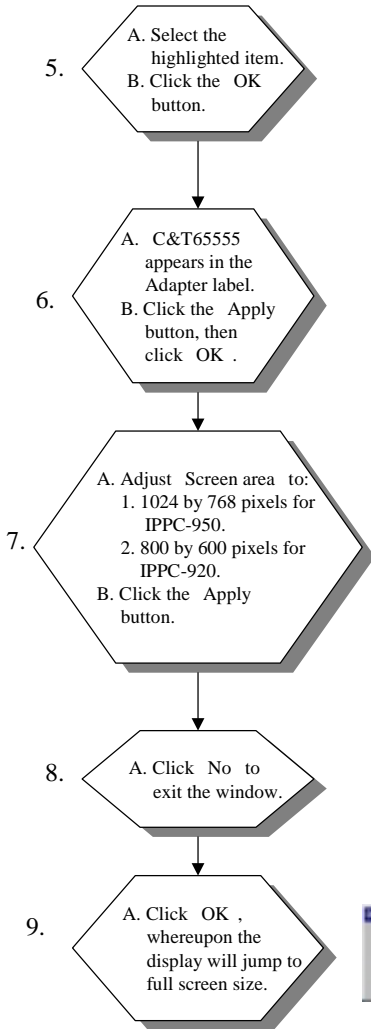 5.
A. Select the
highlighted item.
B. Click the OK
button.
6.
A. C&T65555
appears in the
Adapter label.
B. Click the Apply
button, then
click OK .
7.
A. Adjust Screen area to:
1. 1024 by 768 pixels for
IPPC-950.
2. 800 by 600 pixels for
IPPC-920.
B. Click the Apply
button.
8.
A. Click No to
exit the window.
9.
A. Click OK ,
whereupon the
display will jump to
full screen size.